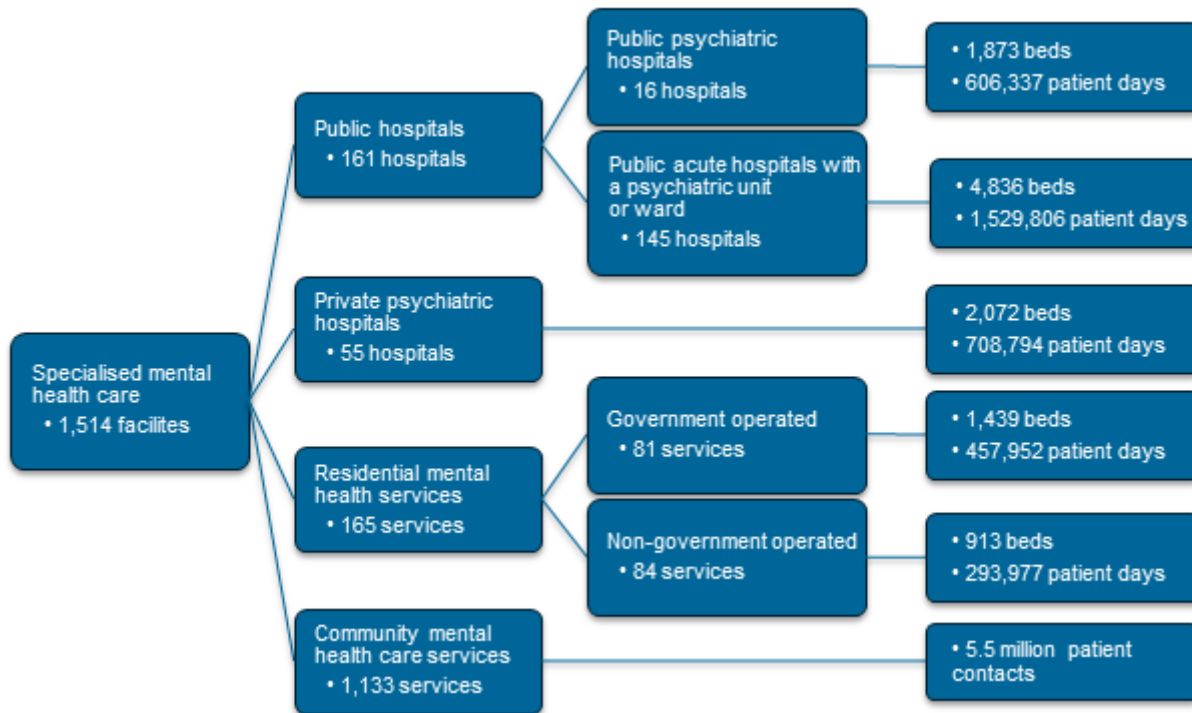 Specialised mental
health care
• 1,514 facilites
Public hospitals
• 161 hospitals
Public psychiatric
hospitals
• 16 hospitals
• 1,873 beds
• 606,337 patient days
Public acute hospitals with
a psychiatric unit
or ward
• 145 hospitals
• 4,836 beds
• 1,529,806 patient days
Private psychiatric
hospitals
• 55 hospitals
• 2,072 beds
• 708,794 patient days
Residential mental
health services
• 165 services
Government operated
• 81 services
• 1,439 beds
• 457,952 patient days
Non-government operated
• 84 services
• 913 beds
• 293,977 patient days
Community mental
health care services
• 1,133 services
• 5.5 million patient
contacts